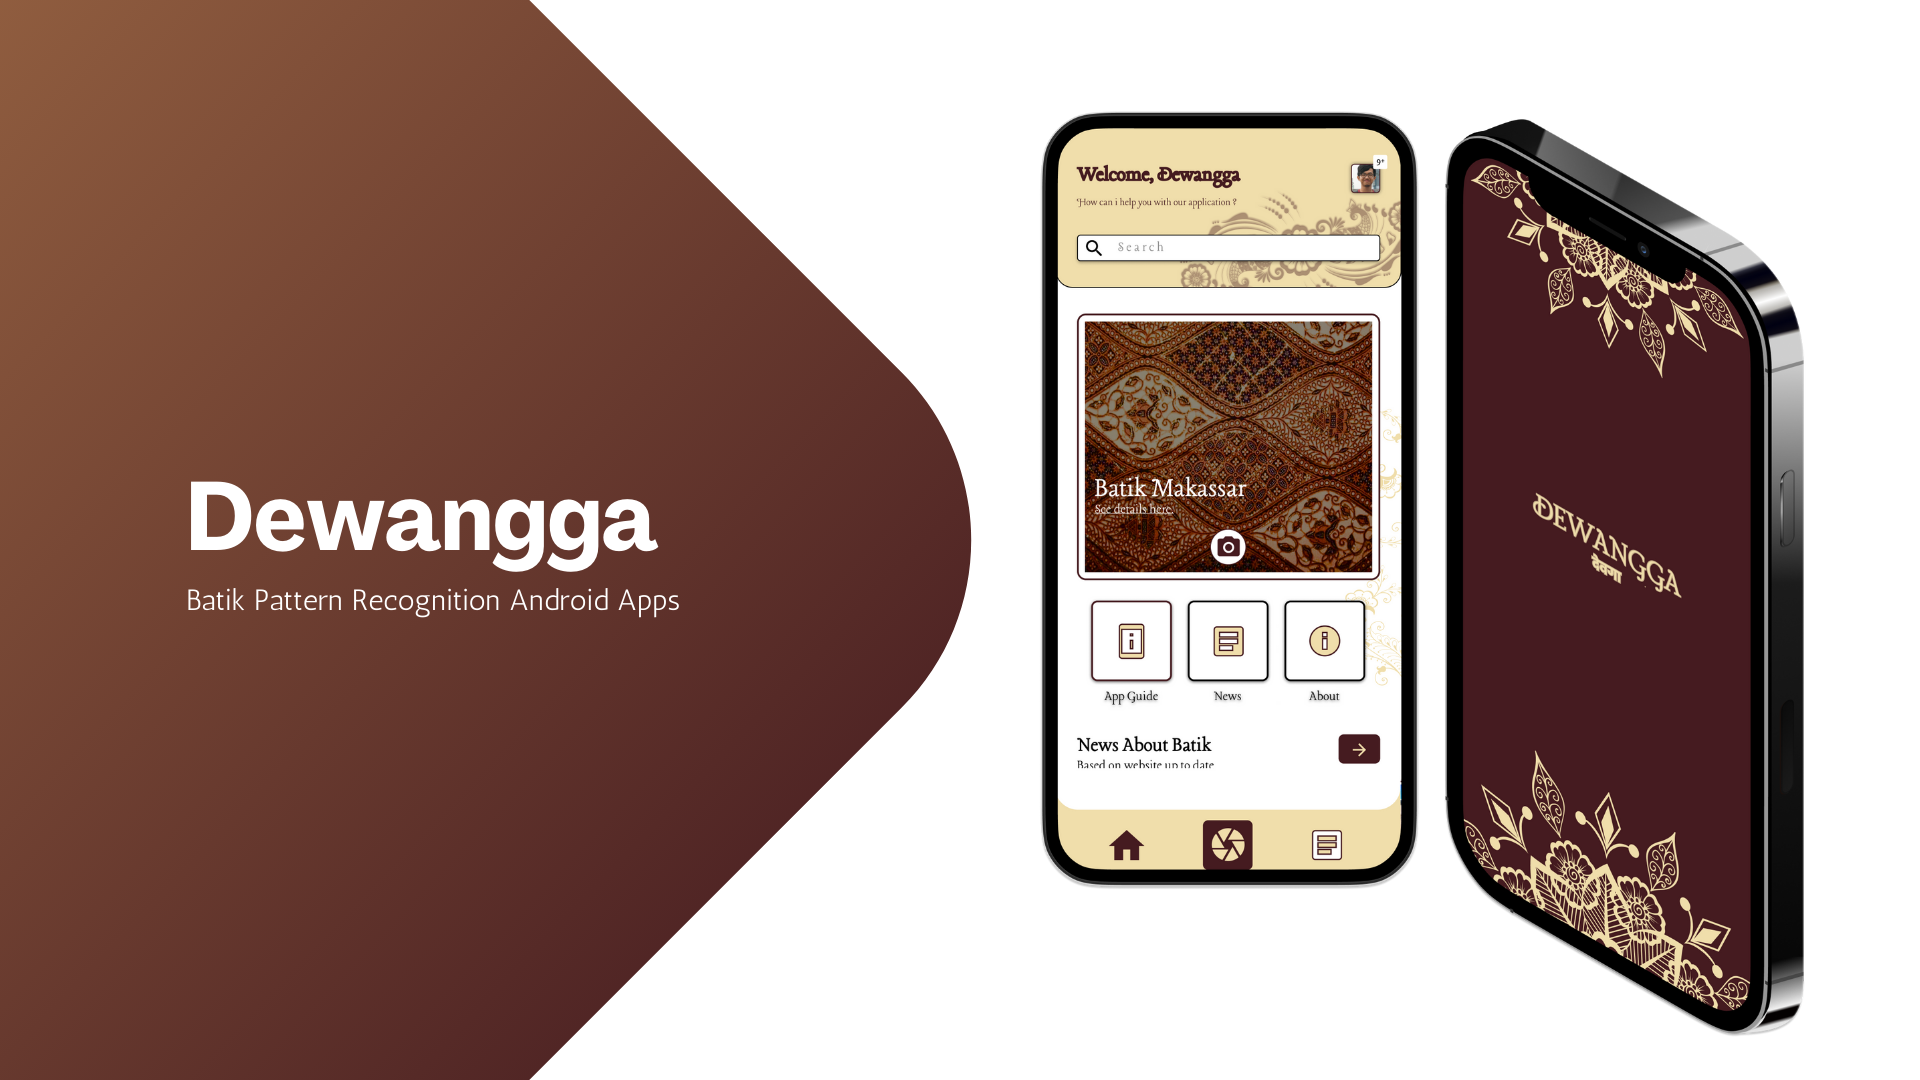 Dewangga
Batik Pattern Recognition Android Apps
Welcome, Dewangga
9+
"How can i help you with our application ?
Search
Batik Makassar
See details here.
App Guide
News
About
News About Batik
Based on website up to date
DEWANGGA
देवंगा